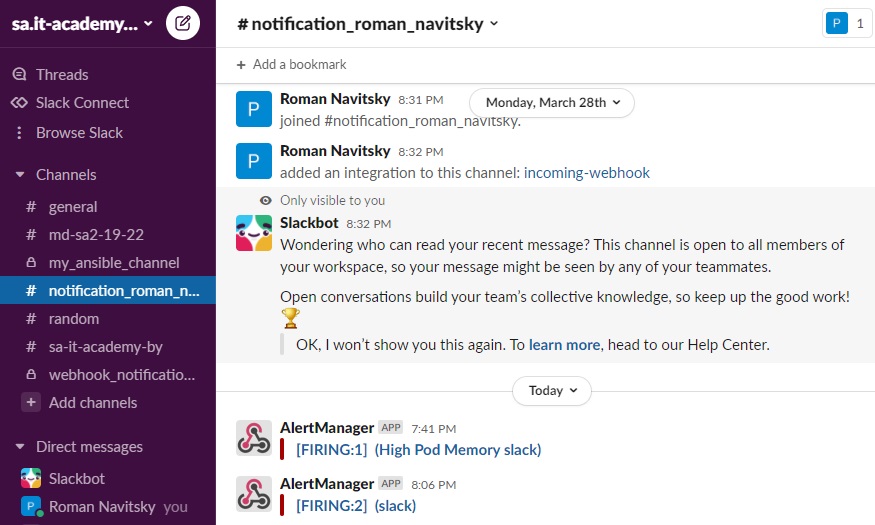 sa.it-academy...
# notification_roman_navitsky
P 1
Threads
Slack Connect
Browse Slack
Channels
# general
# md-sa2-19-22
my_ansible_channel
notification_roman_n...
# random
# sa-it-academy-by
webhook_notificatio...
+ Add channels
Direct messages
Slackbot
P Roman Navitsky you
+ Add a bookmark
Monday, March 28th
P Roman Navitsky 8:31 PM
joined #notification_roman_navitsky.
P Roman Navitsky 8:32 PM
added an integration to this channel: incoming-webhook
Only visible to you
Slackbot 8:32 PM
Wondering who can read your recent message? This channel is open to all members of
your workspace, so your message might be seen by any of your teammates.
Open conversations build your team’s collective knowledge, so keep up the good work!
🏆
OK, I won’t show you this again. To learn more, head to our Help Center.
Today
AlertManager APP 7:41 PM
[FIRING:1] (High Pod Memory slack)
AlertManager APP 8:06 PM
[FIRING:2] (slack)